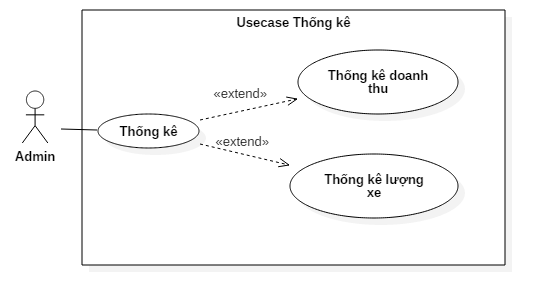 Usecase Thống kê
Thống kê doanh
thu
«extend»
Thống kê
«extend»
Admin
Thống kê lượng
xe